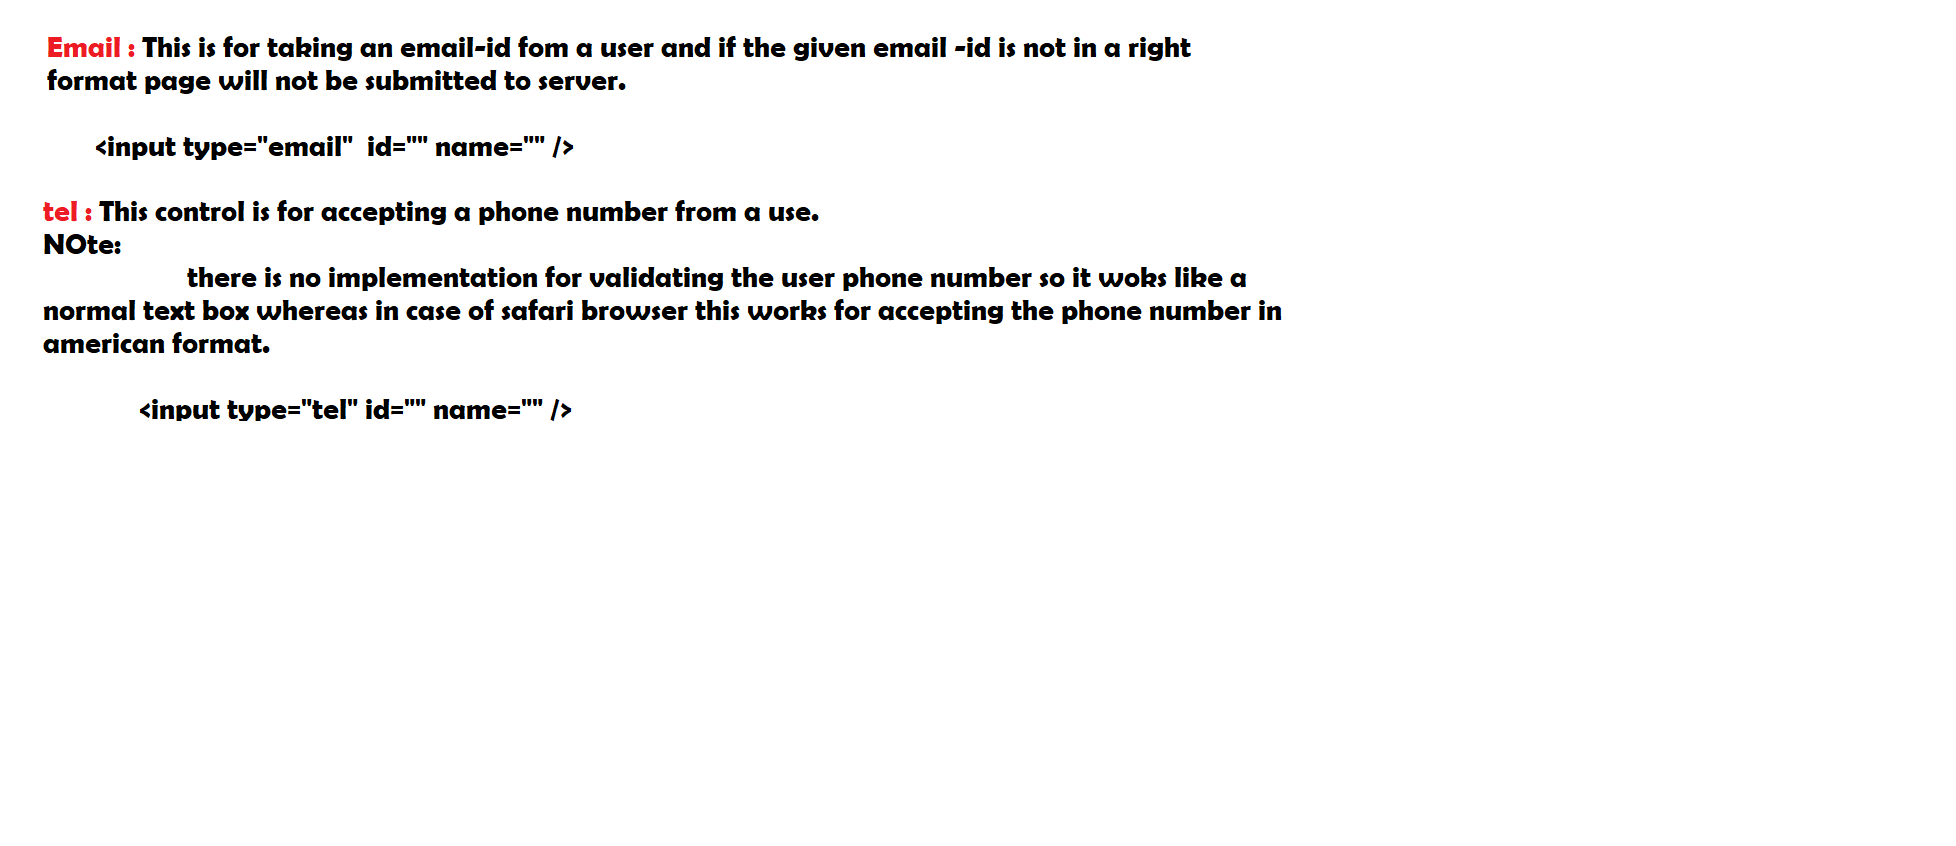 Email : This is for taking an email-id fom a user and if the given email -id is not in a right
format page will not be submitted to server.
<input type="email"  id="" name="" />
tel : This control is for accepting a phone number from a use.
NOte:
there is no implementation for validating the user phone number so it woks like a
normal text box whereas in case of safari browser this works for accepting the phone number in
american format.
<input type="tel" id="" name="" />